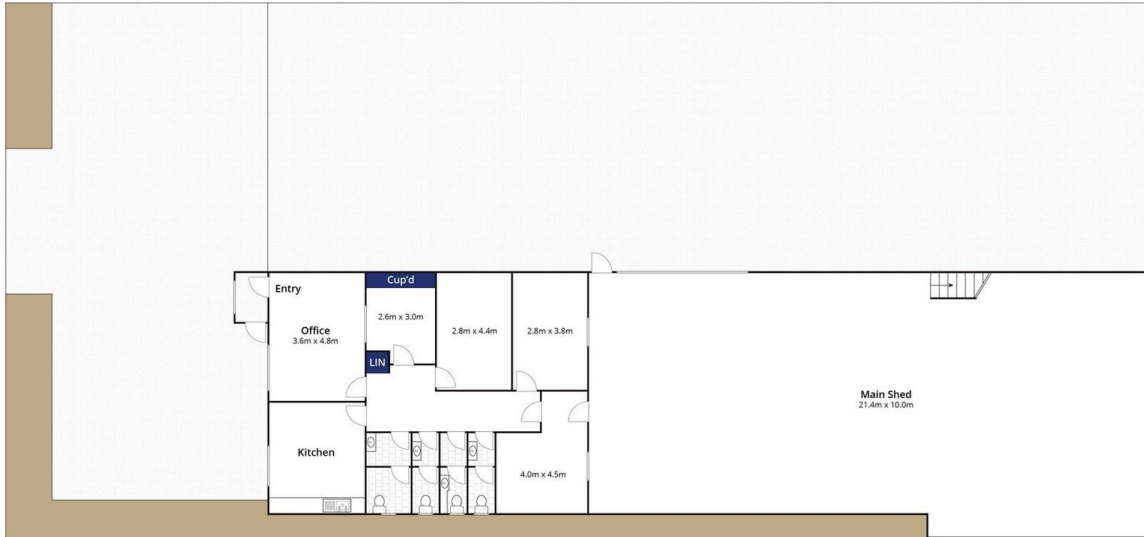 Cup'd
Entry
Office
3.6m x 4.8m
2.6m x 3.0m
2.8m x 4.4m
2.8m x 3.8m
LIN
Main Shed
21.4m x 10.0m
Kitchen
4.0m x 4.5m